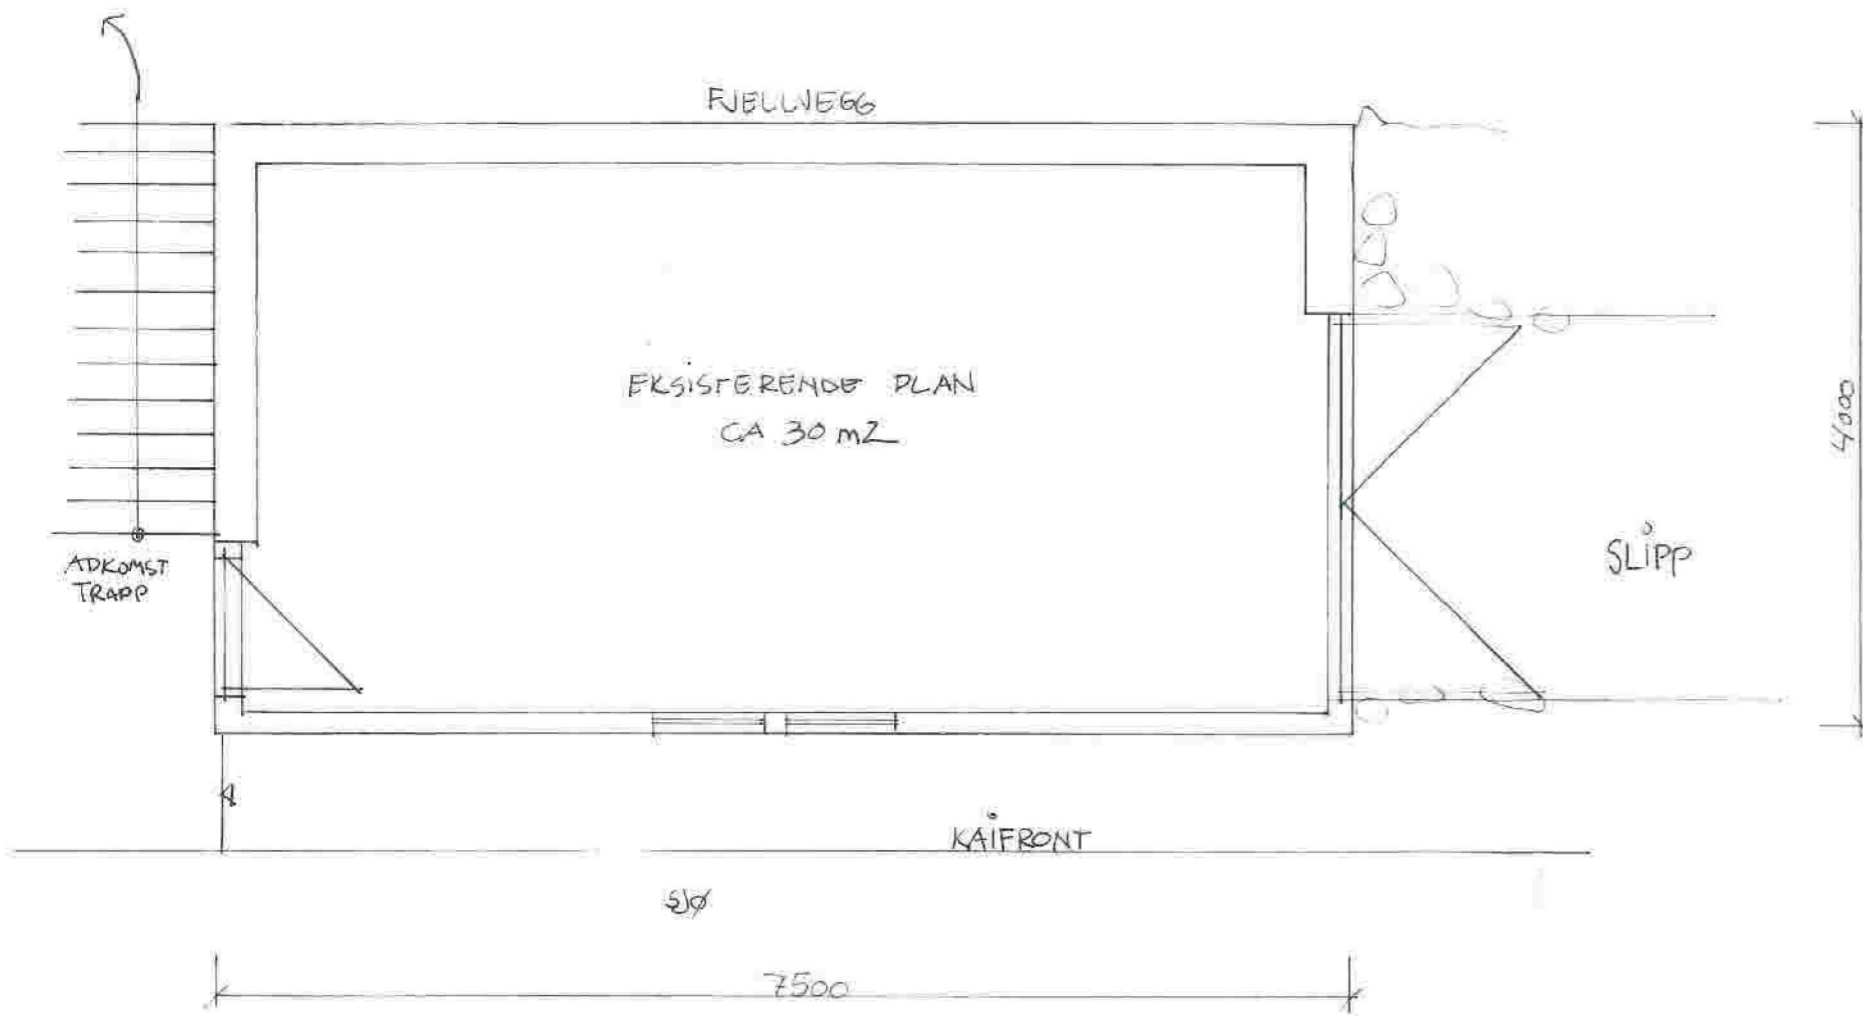 FJELLVEGG
EKSISTERENDE PLAN
CA 30 m2
ADKOMST
TRAPP
SLIPP
4000
KAIFRONT
SJØ
7500